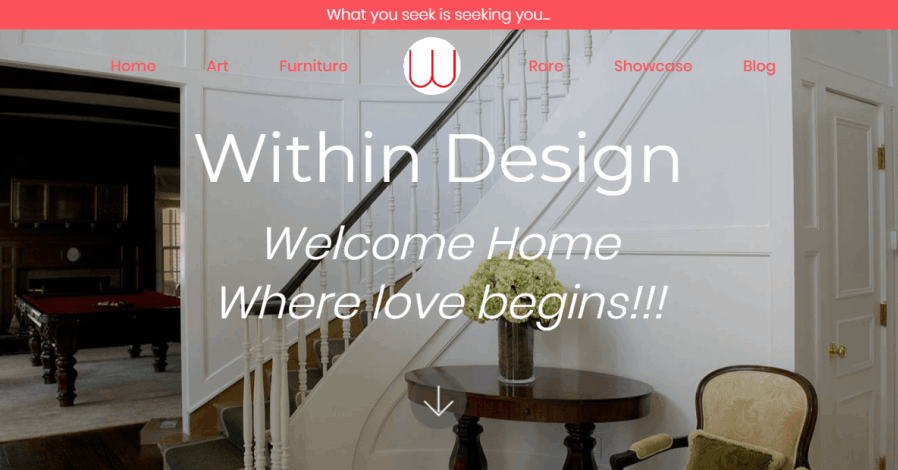 What you seek is seeking you...
Home Art Furniture W Rare Showcase Blog
Within Design
Welcome Home
Where love begins!!!